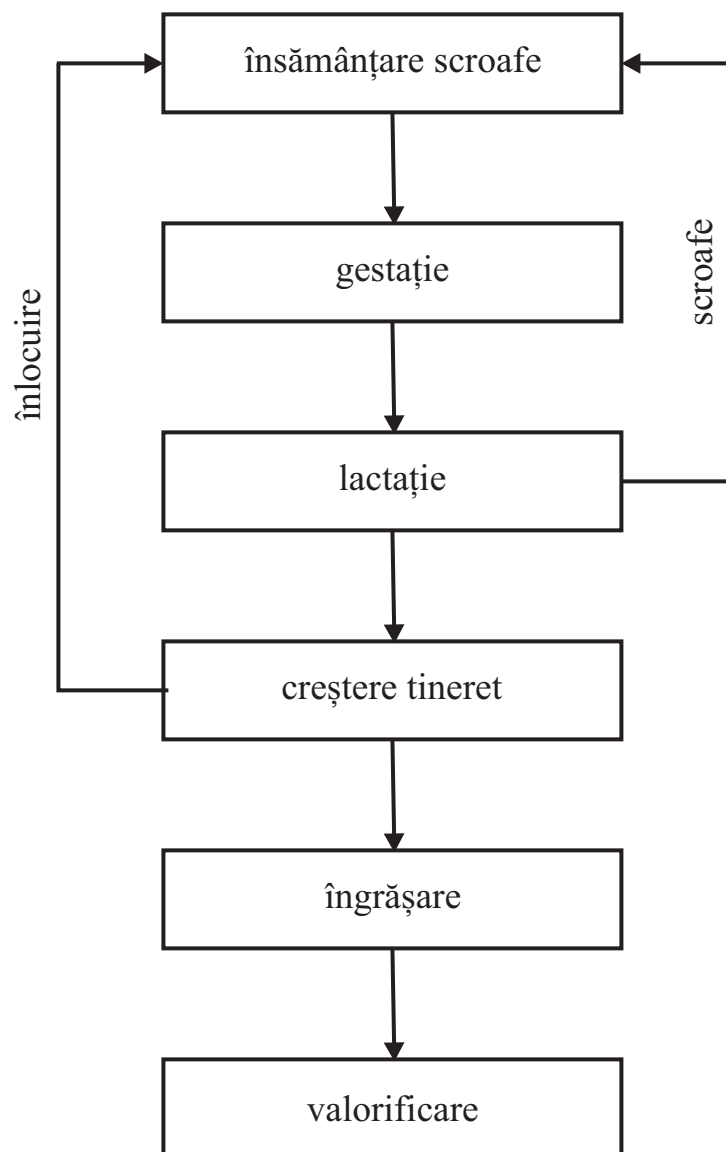 însămânțare scroafe
gestație
scroafe
înlocuire
lactație
creștere tineret
îngrășare
valorificare